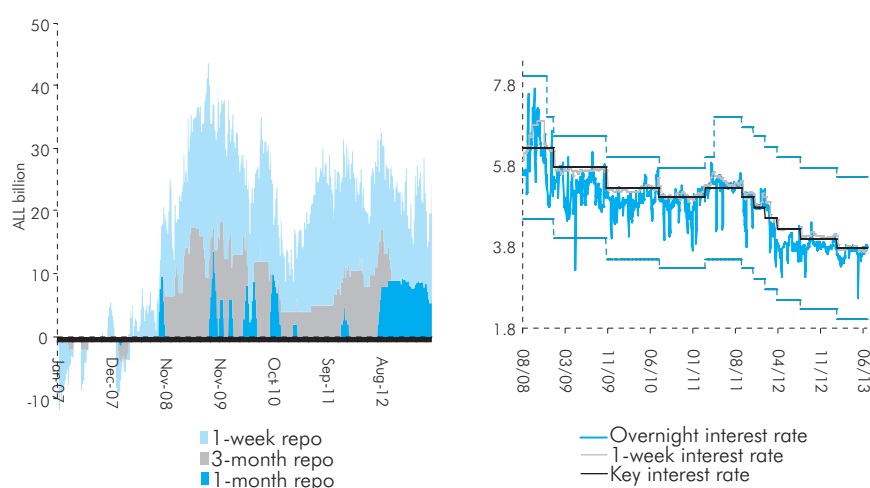 50
40
30
20
10
0
-10
ALL billion
Jan-07
Dec-07
Nov-08
Nov-09
Oct 10
Sep-11
Aug-12
1-week repo
3-month repo
1-month repo
7.8
5.8
3.8
1.8
08/08
03/09
11/09
06/10
01/11
08/11
04/12
11/12
06/13
Overnight interest rate
1-week interest rate
Key interest rate